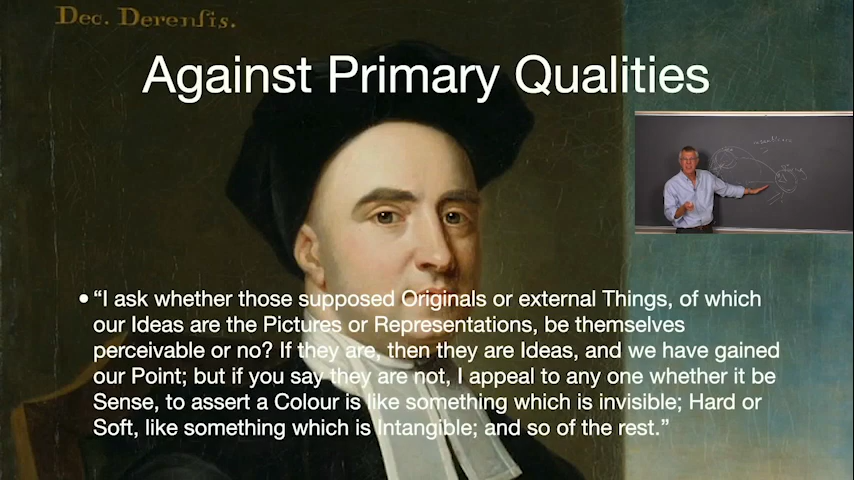 Dec. Derensis.
Against Primary Qualities
• “I ask whether those supposed Originals or external Things, of which
our Ideas are the Pictures or Representations, be themselves
perceivable or no? If they are, then they are Ideas, and we have gained
our Point; but if you say they are not, I appeal to any one whether it be
Sense, to assert a Colour is like something which is invisible; Hard or
Soft, like something which is Intangible; and so of the rest.”